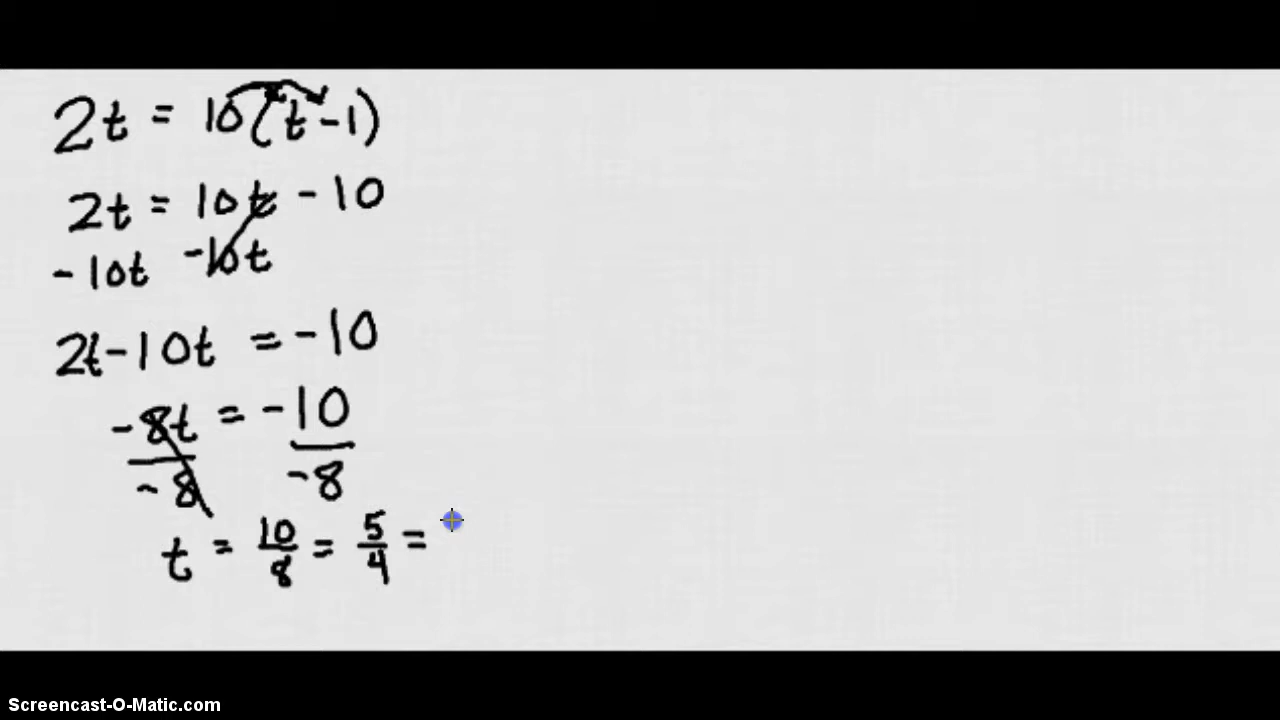 2t = 10(t-1)
2t = 10t - 10
-10t -10t
2t-10t = -10
-8t = -10
-8 -8
t = 10/8 = 5/4 =
Screencast-O-Matic.com